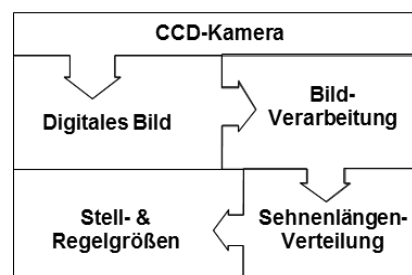 CCD-Kamera
Digitales Bild
Bild-
Verarbeitung
Stell- &
Regelgrößen
Sehnenlängen-
Verteilung